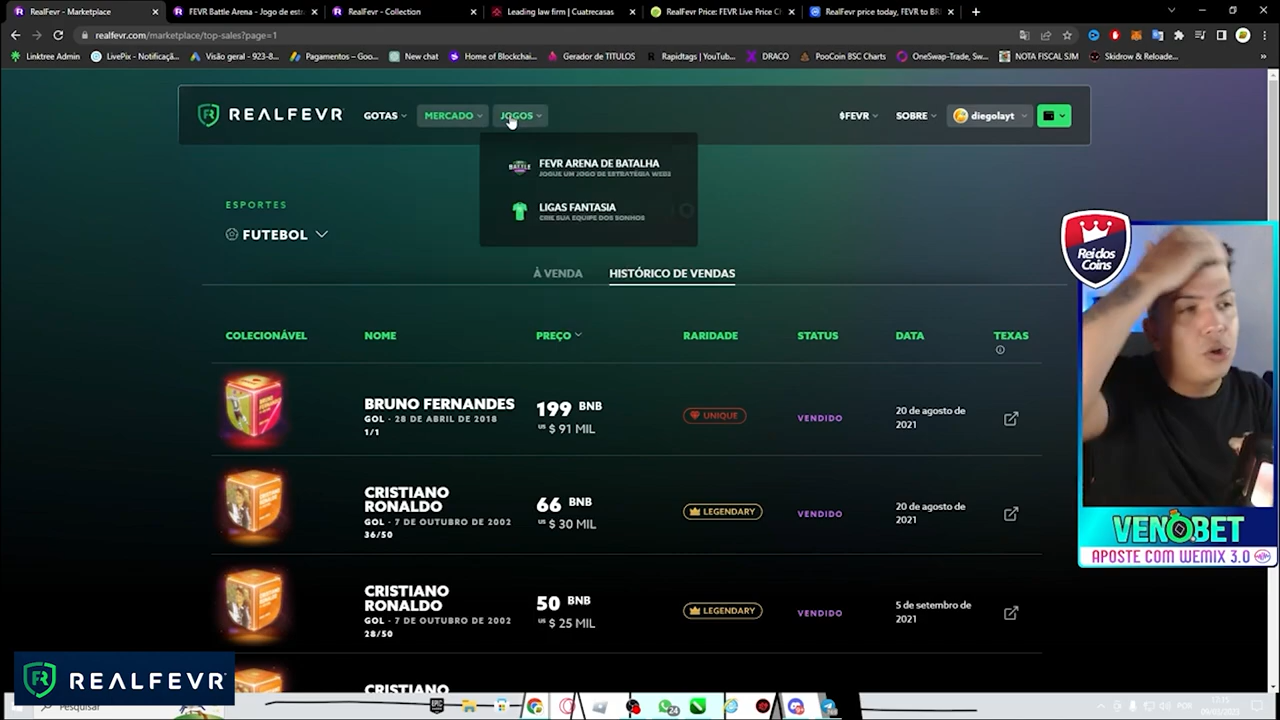 RealFevr - Marketplace
FEVR Battle Arena - Jogo de estr
RealFevr - Collection
Leading law firm | Cuatrecasas
RealFevr Price: FEVR Live Price C
RealFevr price today, FEVR to BR
realfevr.com/marketplace/top-sales?page=1
Linktree Admin
LivePix - Notificaçã...
Visão geral - 923-8...
Pagamentos – Goo...
New chat
Home of Blockchai...
Gerador de TITULOS
Rapidtags | YouTub...
DRACO
PooCoin BSC Charts
OneSwap-Trade, Sw...
NOTA FISCAL SJM
Skidrow & Reloade...
REALFEVR
GOTAS
MERCADO
JOGOS
$FEVR
SOBRE
diegolayt
FEVR ARENA DE BATALHA
JOGUE UM JOGO DE ESTRATÉGIA WEB3
LIGAS FANTASIA
CRIE SUA EQUIPE DOS SONHOS
ESPORTES
FUTEBOL
À VENDA
HISTÓRICO DE VENDAS
COLECIONÁVEL
NOME
PREÇO
RARIDADE
STATUS
DATA
TEXAS
BRUNO FERNANDES
GOL - 28 DE ABRIL DE 2018
1/1
199 BNB
US $ 91 MIL
UNIQUE
VENDIDO
20 de agosto de
2021
CRISTIANO
RONALDO
GOL - 7 DE OUTUBRO DE 2002
36/50
66 BNB
US $ 30 MIL
LEGENDARY
VENDIDO
20 de agosto de
2021
CRISTIANO
RONALDO
GOL - 7 DE OUTUBRO DE 2002
28/50
50 BNB
US $ 25 MIL
LEGENDARY
VENDIDO
5 de setembro de
2021
CRISTIANO
Rei dos
Coins
VENOBET
APOSTE COM WEMIX 3.0
REALFEVR
Pesquisar
24
POR